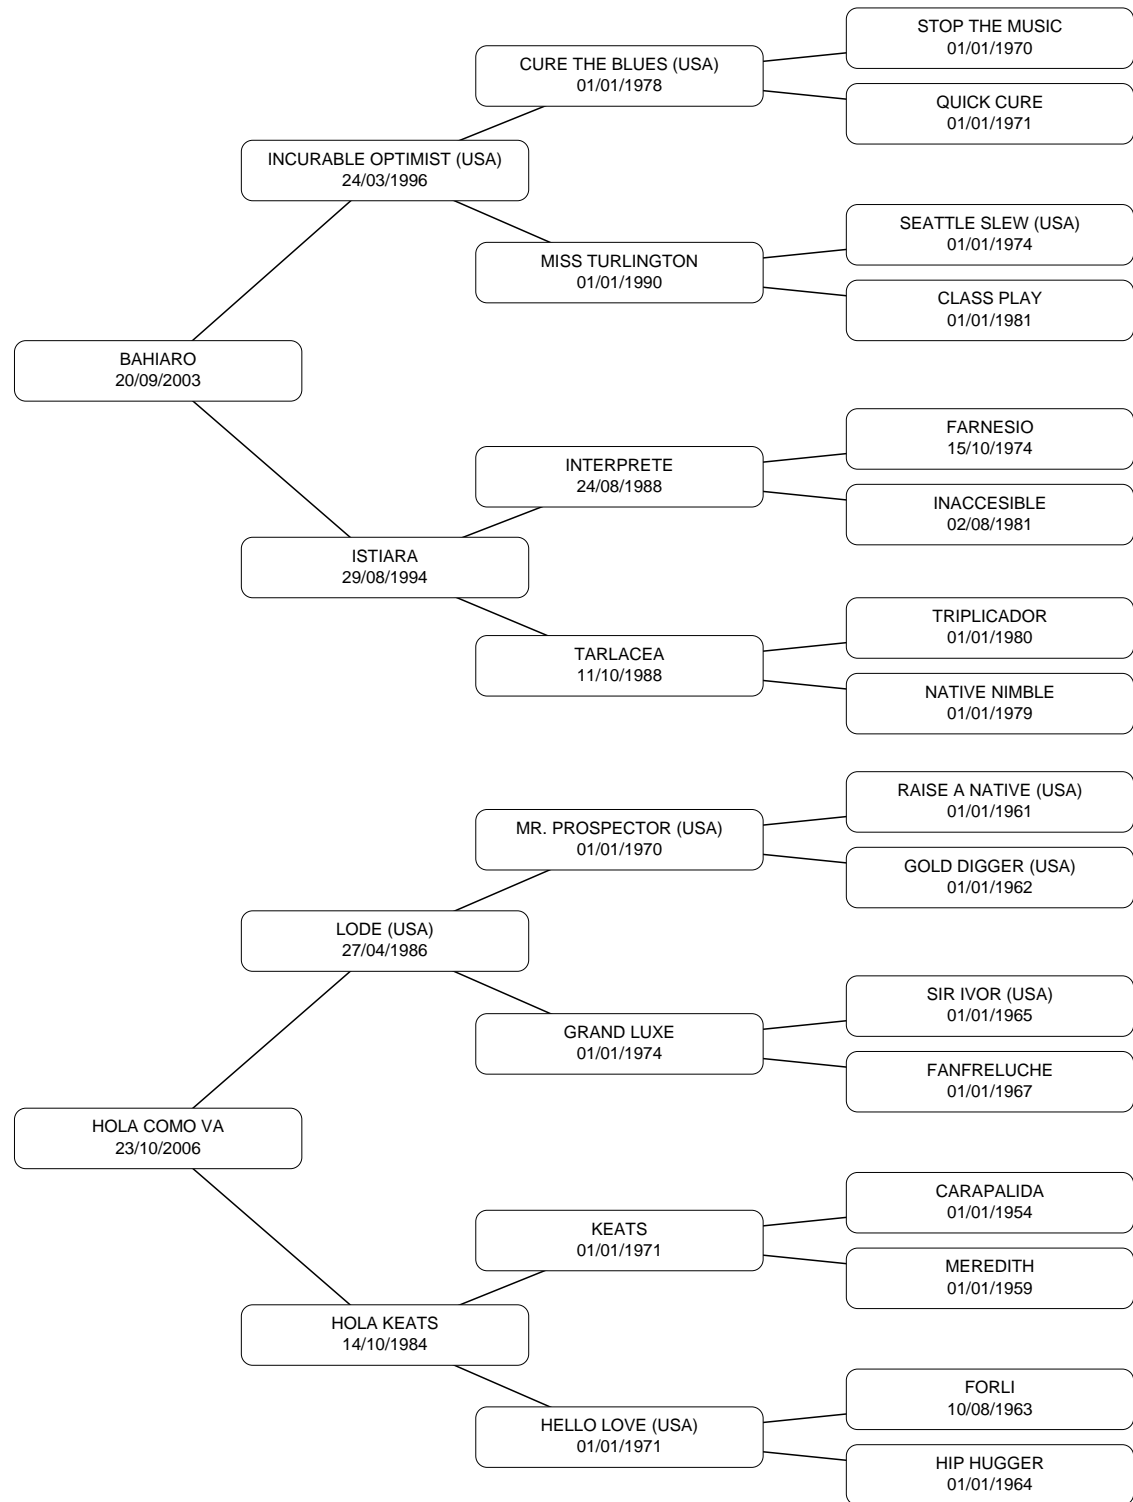 STOP THE MUSIC
01/01/1970
CURE THE BLUES (USA)
01/01/1978
QUICK CURE
01/01/1971
INCURABLE OPTIMIST (USA)
24/03/1996
SEATTLE SLEW (USA)
01/01/1974
MISS TURLINGTON
01/01/1990
CLASS PLAY
01/01/1981
BAHIARO
20/09/2003
FARNESIO
15/10/1974
INTERPRETE
24/08/1988
INACCESIBLE
02/08/1981
ISTIARA
29/08/1994
TRIPLICADOR
01/01/1980
TARLACEA
11/10/1988
NATIVE NIMBLE
01/01/1979
RAISE A NATIVE (USA)
01/01/1961
MR. PROSPECTOR (USA)
01/01/1970
GOLD DIGGER (USA)
01/01/1962
LODE (USA)
27/04/1986
SIR IVOR (USA)
01/01/1965
GRAND LUXE
01/01/1974
FANFRELUCHE
01/01/1967
HOLA COMO VA
23/10/2006
CARAPALIDA
01/01/1954
KEATS
01/01/1971
MEREDITH
01/01/1959
HOLA KEATS
14/10/1984
FORLI
10/08/1963
HELLO LOVE (USA)
01/01/1971
HIP HUGGER
01/01/1964